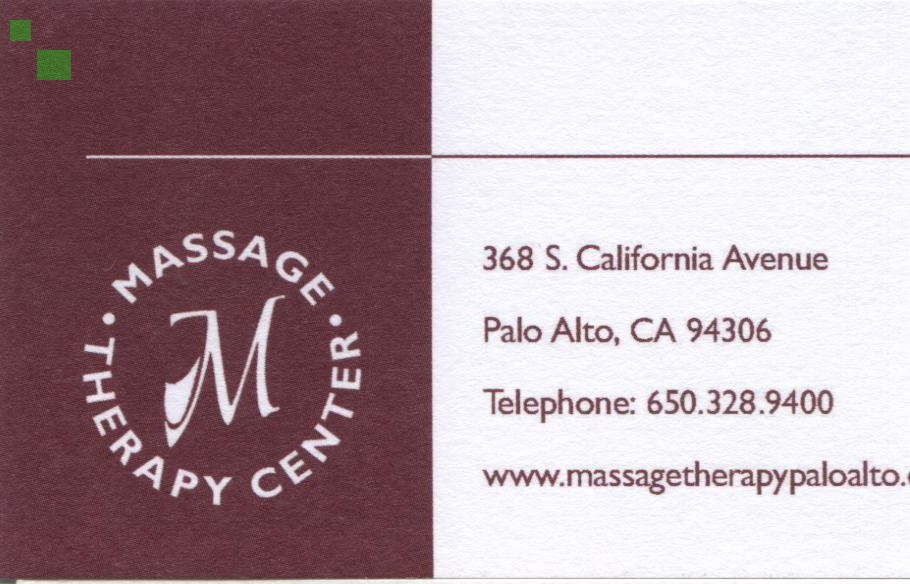 MASSAGE
THERAPY CENTER
M
368 S. California Avenue
Palo Alto, CA 94306
Telephone: 650.328.9400
www.massagetherapypaloalto.